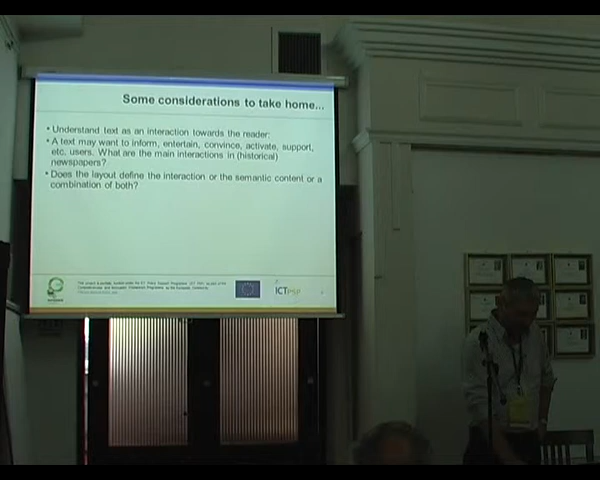 Some considerations to take home...
• Understand text as an interaction towards the reader;
• A text may want to inform, entertain, convince, activate, support,
etc. users. What are the main interactions in (historical)
newspapers?
• Does the layout define the interaction or the semantic content or a
combination of both?
ICTPSP